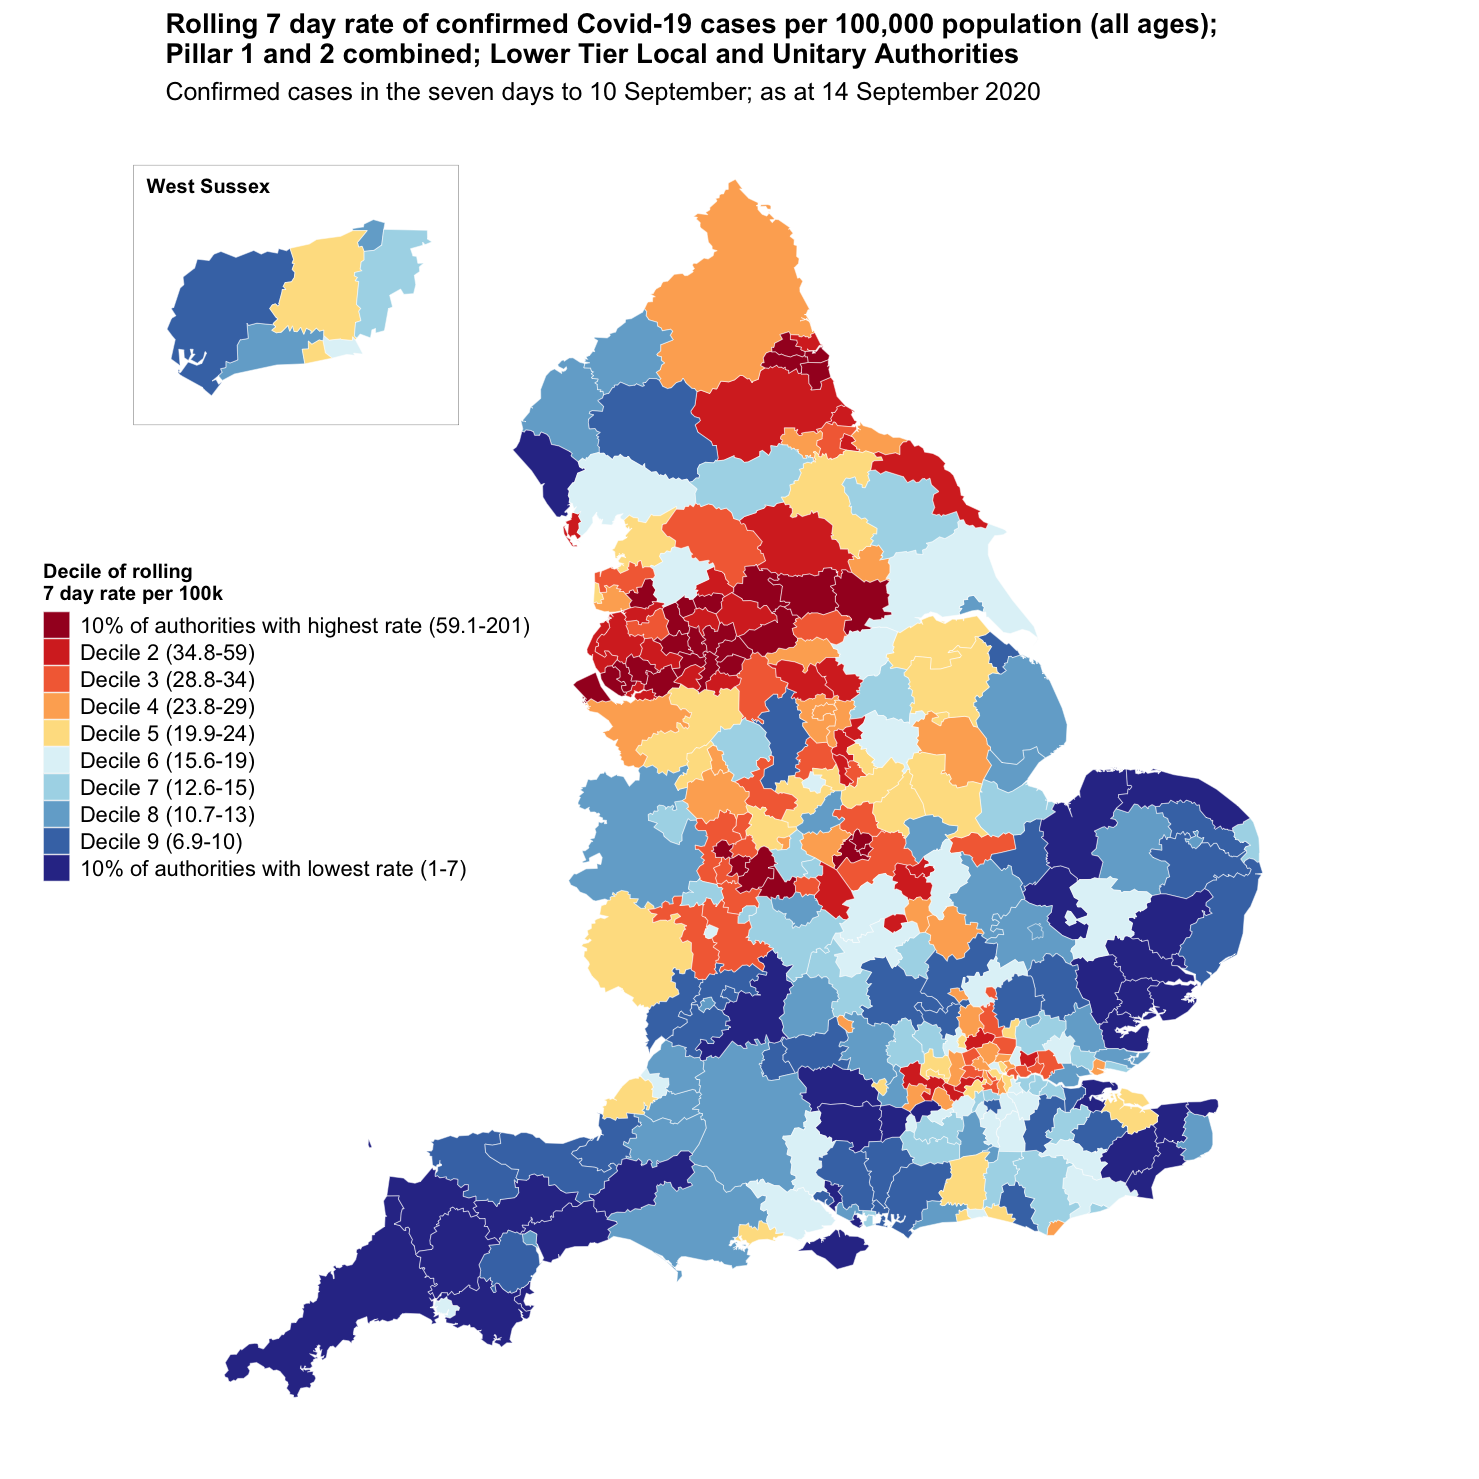 Rolling 7 day rate of confirmed Covid-19 cases per 100,000 population (all ages);
Pillar 1 and 2 combined; Lower Tier Local and Unitary Authorities
Confirmed cases in the seven days to 10 September; as at 14 September 2020
West Sussex
Decile of rolling
7 day rate per 100k
10% of authorities with highest rate (59.1-201)
Decile 2 (34.8-59)
Decile 3 (28.8-34)
Decile 4 (23.8-29)
Decile 5 (19.9-24)
Decile 6 (15.6-19)
Decile 7 (12.6-15)
Decile 8 (10.7-13)
Decile 9 (6.9-10)
10% of authorities with lowest rate (1-7)